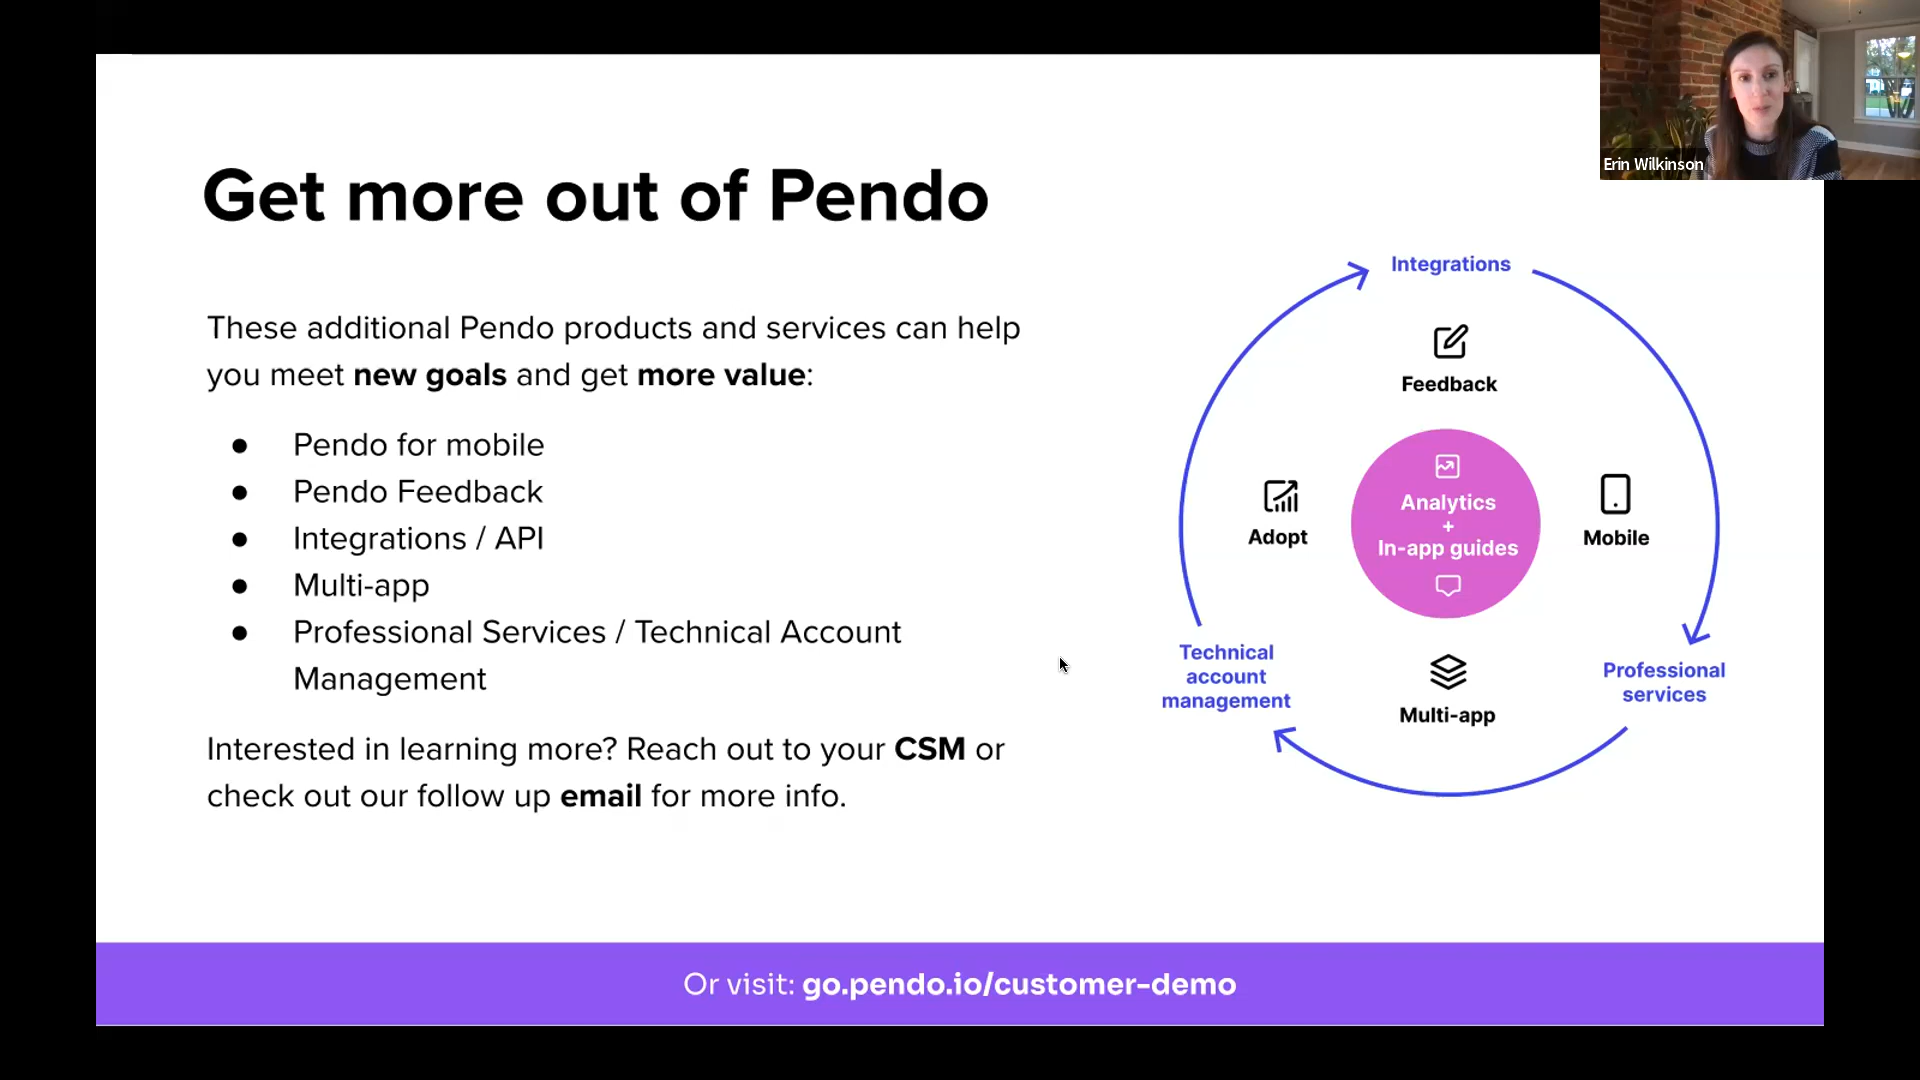 Erin Wilkinson
Get more out of Pendo
These additional Pendo products and services can help
you meet new goals and get more value:
● Pendo for mobile
● Pendo Feedback
● Integrations / API
● Multi-app
● Professional Services / Technical Account
Management
Interested in learning more? Reach out to your CSM or
check out our follow up email for more info.
Integrations
Feedback
Adopt
Analytics
+
In-app guides
Mobile
Multi-app
Technical
account
management
Professional
services
Or visit: go.pendo.io/customer-demo